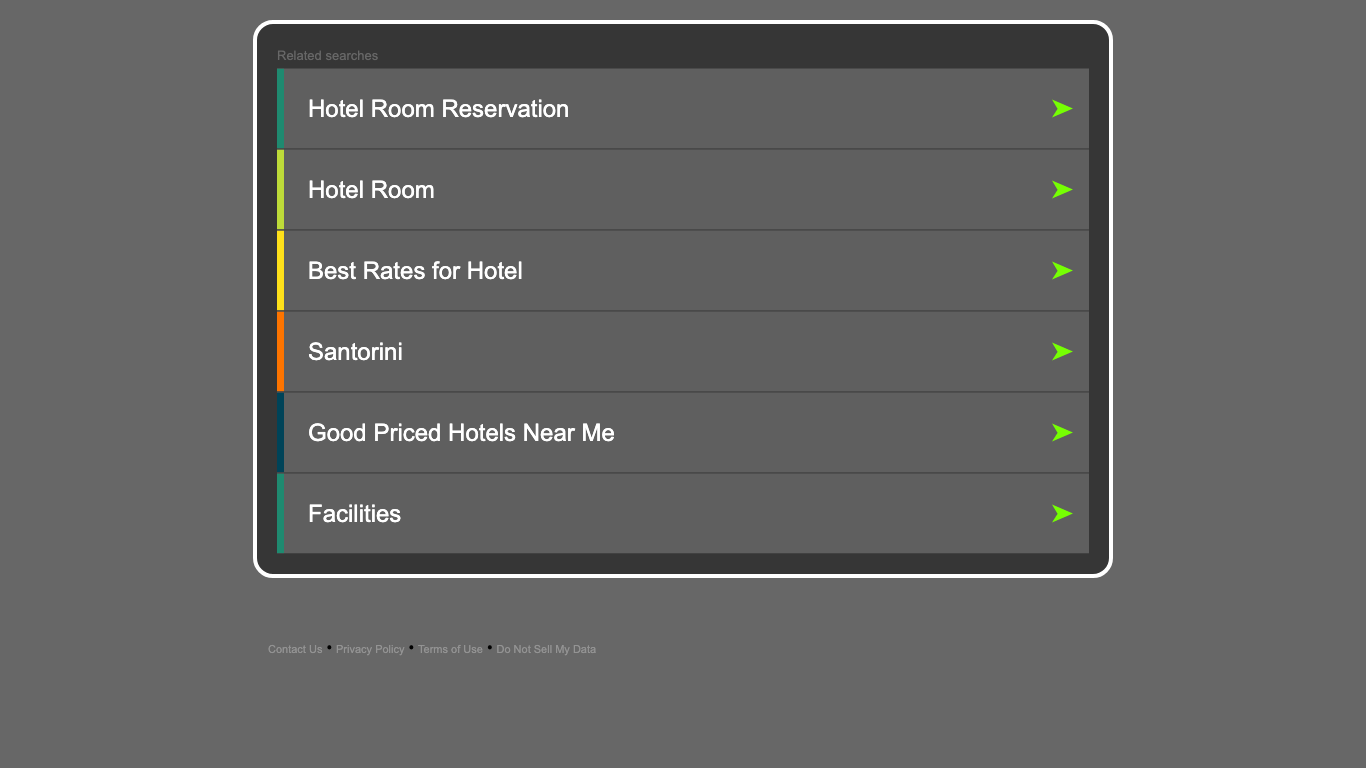 Related searches
Hotel Room Reservation
Hotel Room
Best Rates for Hotel
Santorini
Good Priced Hotels Near Me
Facilities
Contact Us • Privacy Policy • Terms of Use • Do Not Sell My Data